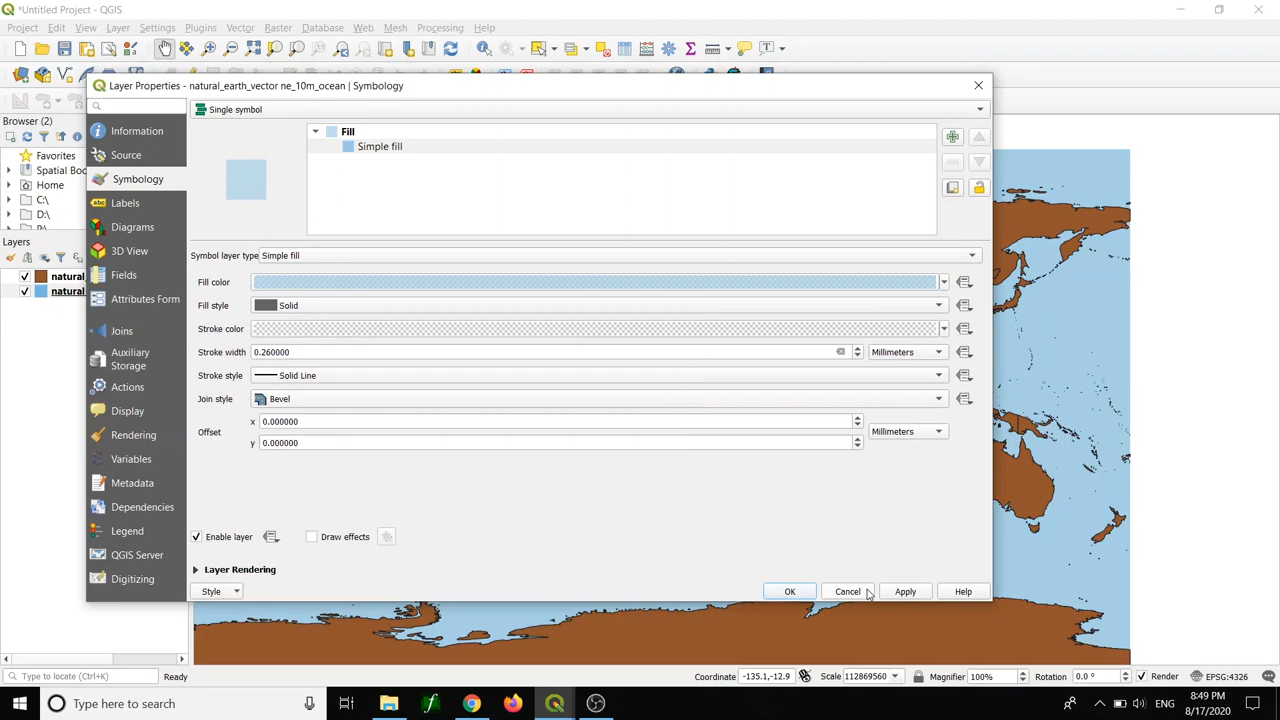 *Untitled Project - QGIS
Project Edit View Layer Settings Plugins Vector Raster Database Web Mesh Processing Help
Layer Properties - natural_earth_vector ne_10m_ocean | Symbology
Single symbol
Browser (2)
Information
Fill
Simple fill
Favorites
Source
Spatial Boo
Symbology
Home
C:\
Labels
D:\
Diagrams
Layers
3D View
Symbol layer type Simple fill
natural_
Fields
Fill color
natural_
Attributes Form
Fill style Solid
Stroke color
Joins
Stroke width 0.260000 Millimeters
Auxiliary
Storage
Stroke style Solid Line
Actions
Join style Bevel
Display
Offset x 0.000000 Millimeters
y 0.000000
Rendering
Variables
Metadata
Dependencies
Legend
Enable layer Draw effects
QGIS Server
Layer Rendering
Digitizing
Style OK Cancel Apply Help
Type to locate (Ctrl+K) Ready Coordinate -135.1,-12.9 Scale 112869560 Magnifier 100% Rotation 0.0 ° Render EPSG:4326
Type here to search ENG 8:49 PM
8/17/2020